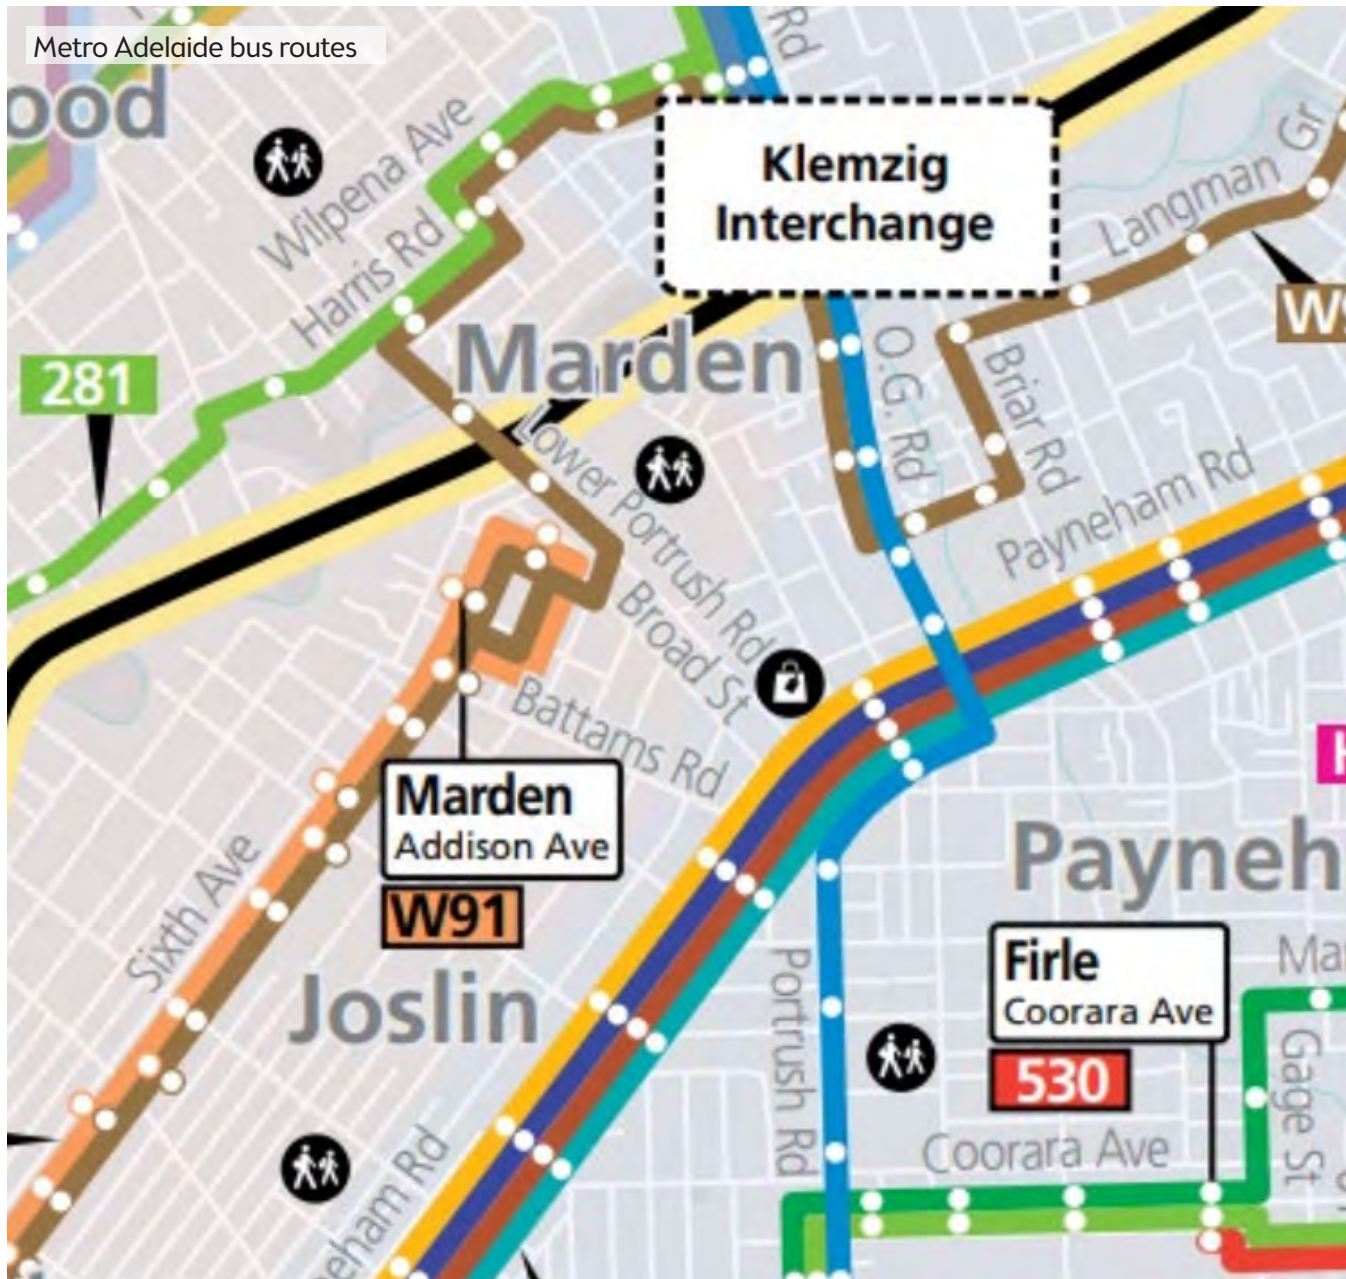 Metro Adelaide bus routes
Rd
ood
Wilpena Ave
Klemzig
Interchange
Langman Gr
Harris Rd
Marden
281
O.G. Rd
Briar Rd
Lower Portrush Rd
Payneham Rd
Broad St
Battams Rd
Marden
Addison Ave
W91
Sixth Ave
Payneh
Joslin
Portrush Rd
Firle
Coorara Ave
530
Gage St
Coorara Ave
eham Rd